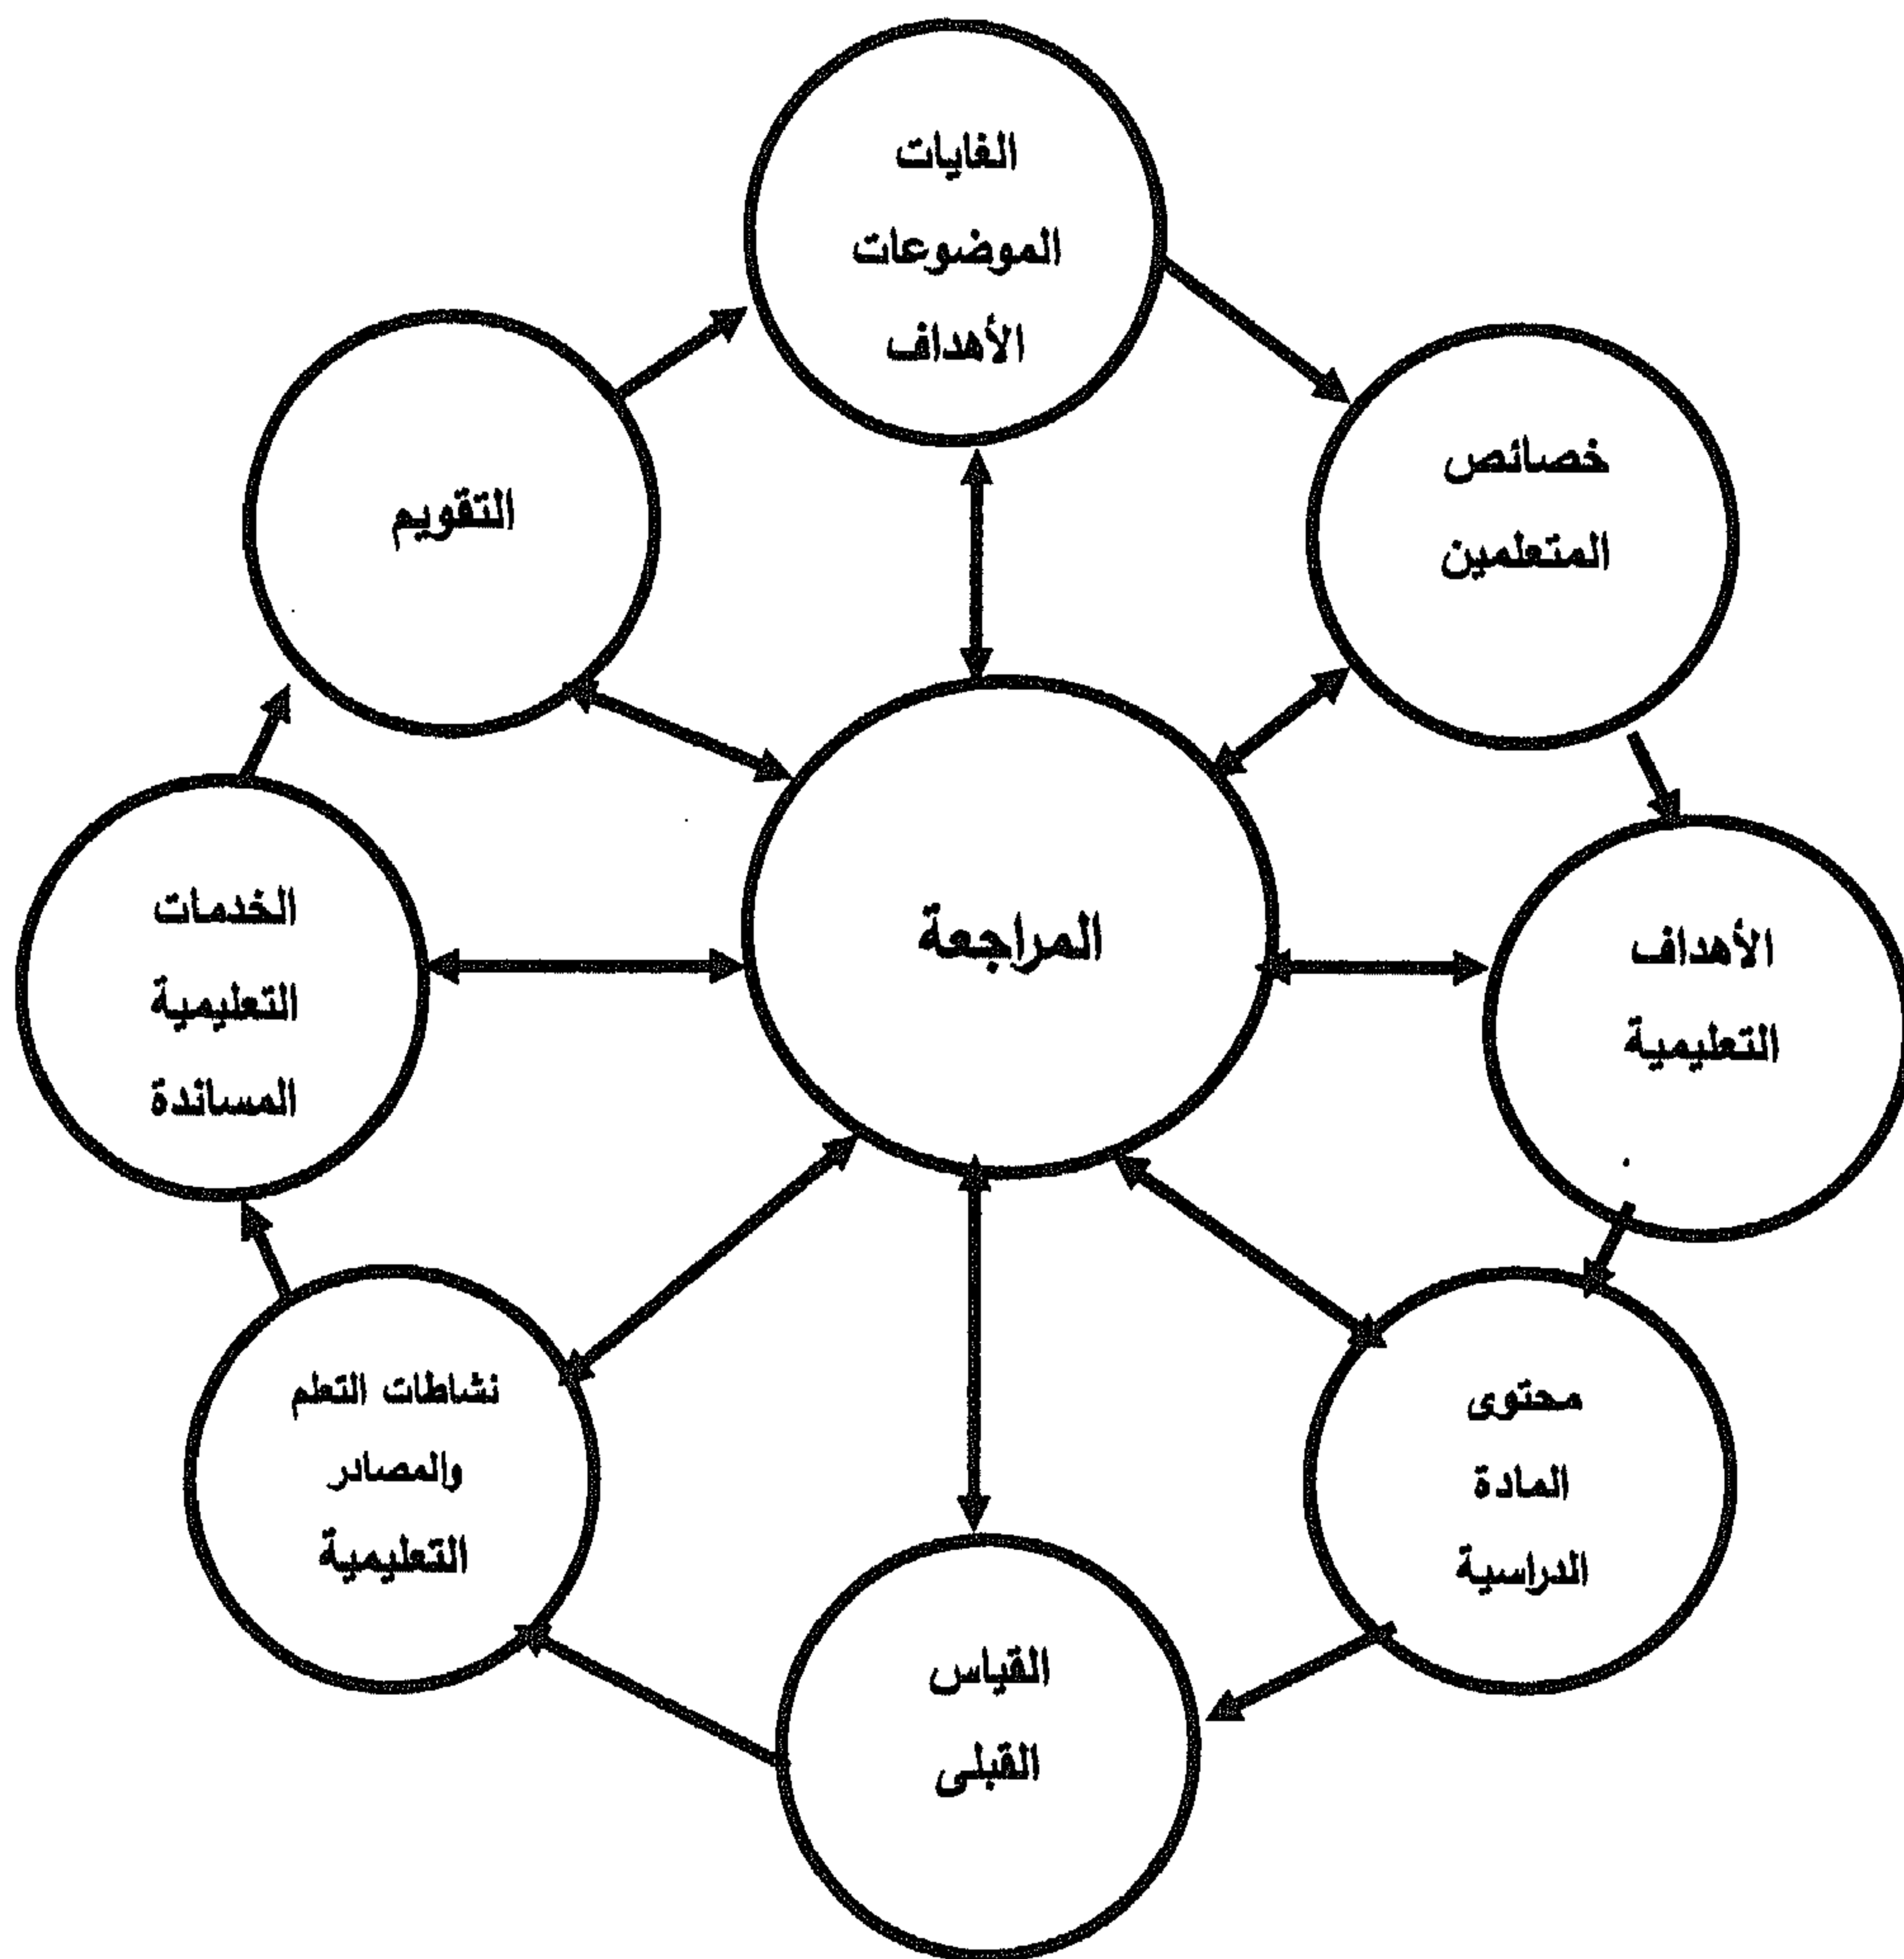 الغايات
الموضوعات
الأهداف
خصائص
المتعلمين
الأهداف
التعليمية
محتوى
المادة
الدراسية
القياس
القبلى
نشاطات التعلم
والمصادر
التعليمية
الخدمات
التعليمية
المساندة
التقويم
المراجعة